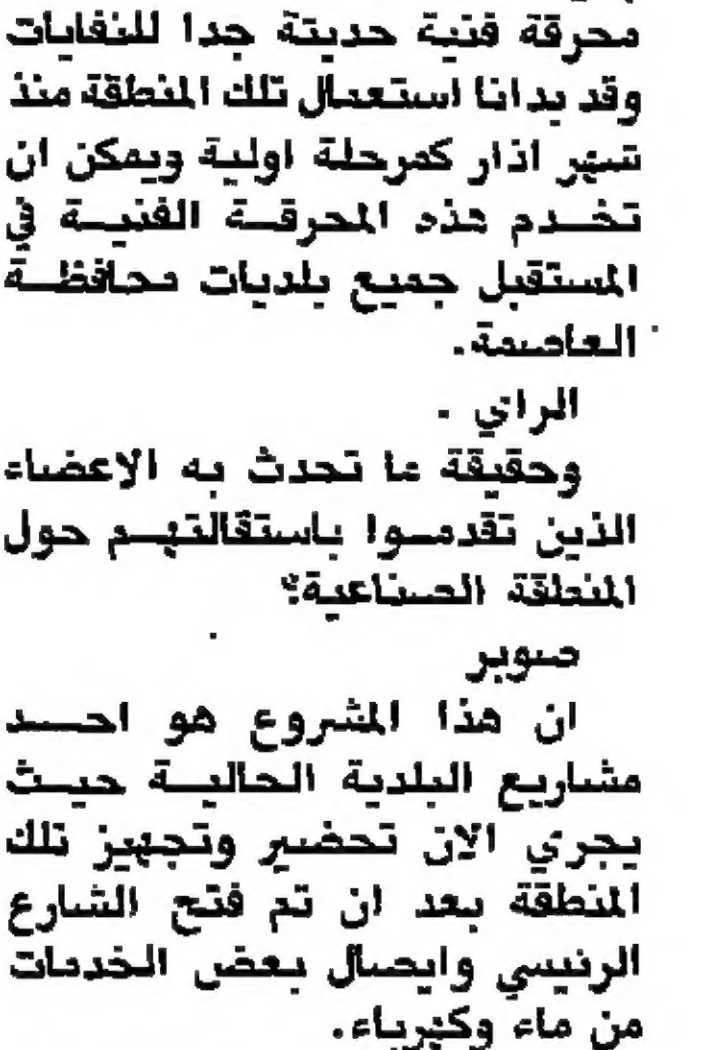 محرقة فنية حديثة جدا للنفايات
وقد بدانا استعمال تلك المنطقة منذ
شهر اذار كمرحلة اولية ويمكن ان
تخدم هذه المحرقة الفنية في
المستقبل جميع بلديات محافظة
العاصمة.
الراي .
وحقيقة ما تحدث به الاعضاء
الذين تقدموا باستقالتهم حول
المنطقة الصناعية؟
صوير
ان هذا المشروع هو احد
مشاريع البلدية الحالية حيث
يجري الان تحضير وتجهيز تلك
المنطقة بعد ان تم فتح الشارع
الرئيسي وايصال بعض الخدمات
من ماء وكهرباء.